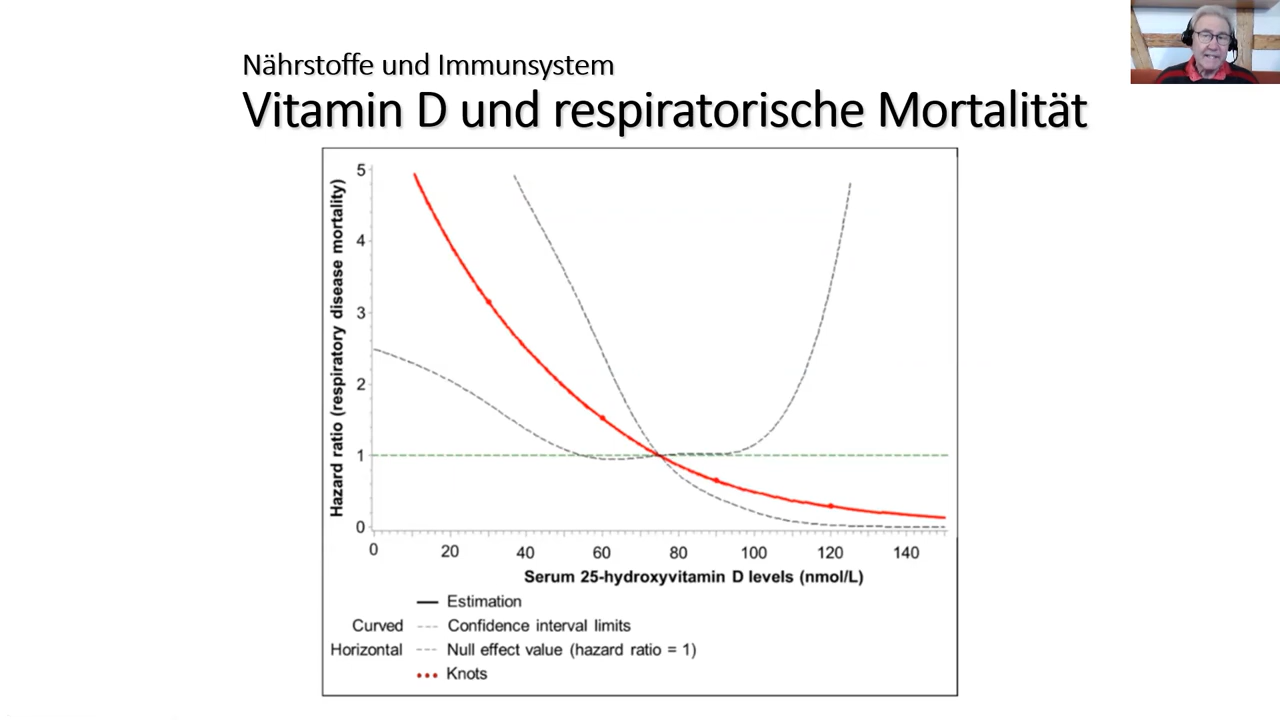 Nährstoffe und Immunsystem
Vitamin D und respiratorische Mortalität
Hazard ratio (respiratory disease mortality)
5
4
3
2
1
0
0 20 40 60 80 100 120 140
Serum 25-hydroxyvitamin D levels (nmol/L)
Estimation
Curved Confidence interval limits
Horizontal Null effect value (hazard ratio = 1)
Knots